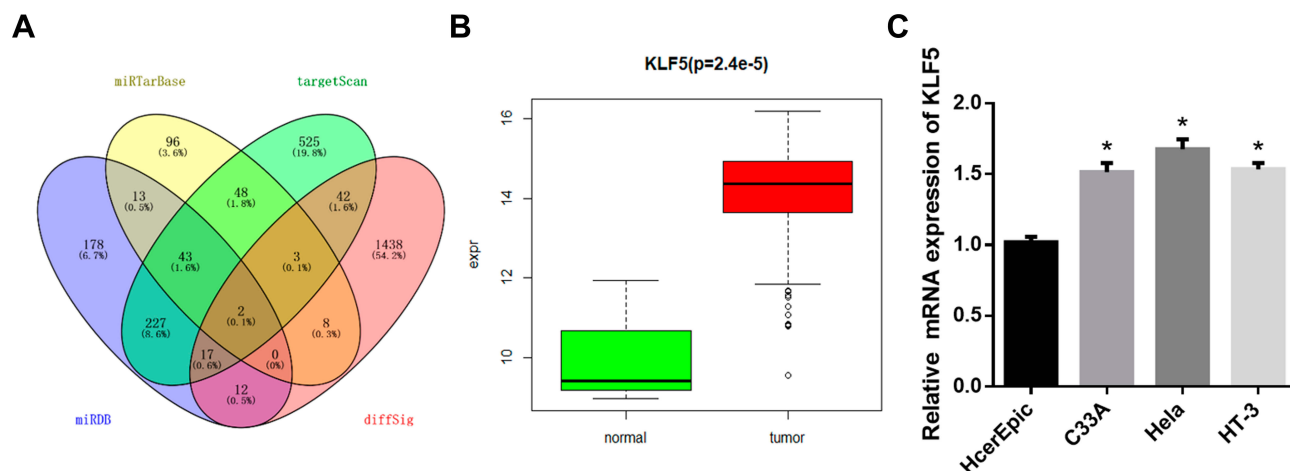 A
miRTarBase
targetScan
96
(3.6%)
525
(19.8%)
13
(0.5%)
48
(1.8%)
42
(1.6%)
178
(6.7%)
43
(1.6%)
3
(0.1%)
1438
(54.2%)
2
(0.1%)
227
(8.6%)
8
(0.3%)
17
(0.6%)
0
(0%)
12
(0.5%)
miRDB
diffSig
B
KLF5(p=2.4e-5)
expr
16
14
12
10
normal
tumor
C
Relative mRNA expression of KLF5
2.0
1.5
1.0
0.5
0.0
*
*
*
HcerEpic
C33A
Hela
HT-3